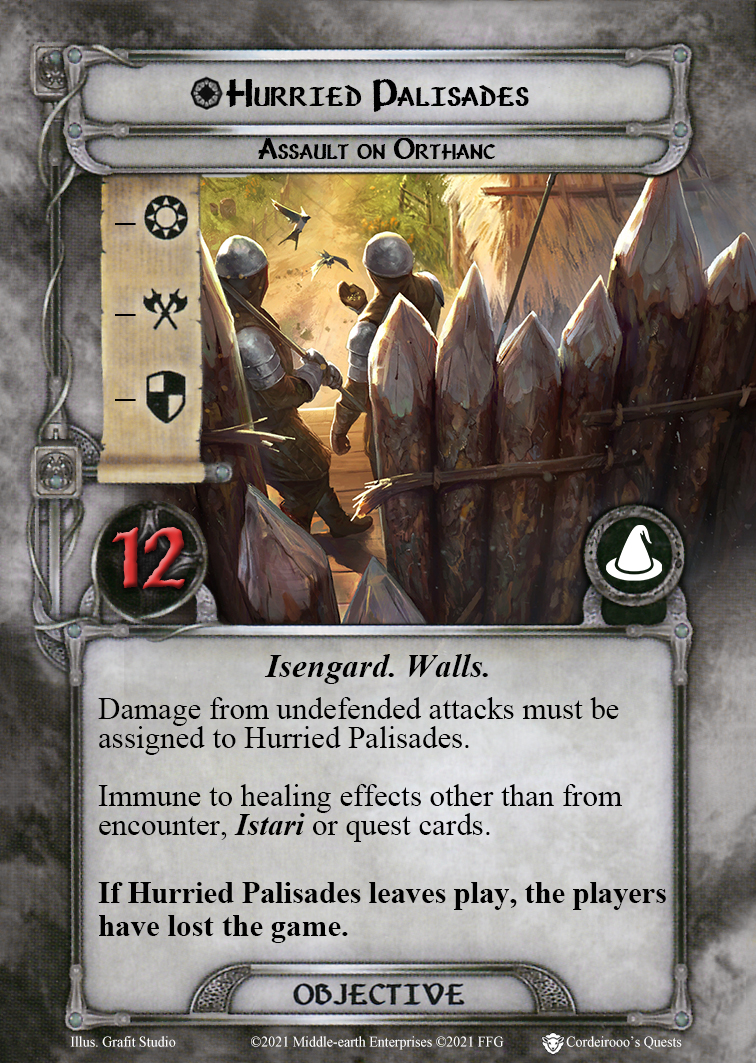 Hurried Palisades
Assault on Orthanc
–
–
–
12
Isengard. Walls.
Damage from undefended attacks must be
assigned to Hurried Palisades.
Immune to healing effects other than from
encounter, Istari or quest cards.
If Hurried Palisades leaves play, the players
have lost the game.
OBJECTIVE
Illus. Grafit Studio
©2021 Middle-earth Enterprises ©2021 FFG
Cordeirooo's Quests